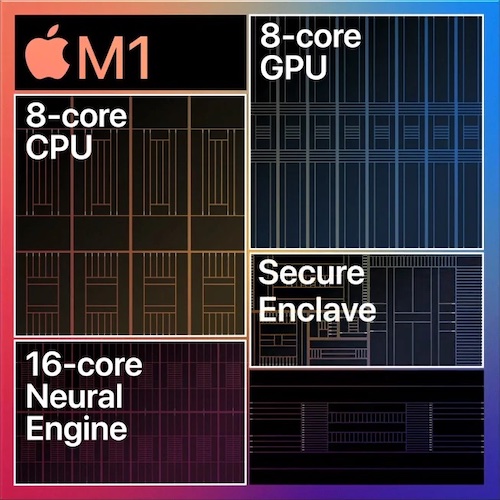 M1
8-core
CPU
16-core
Neural
Engine
8-core
GPU
Secure
Enclave